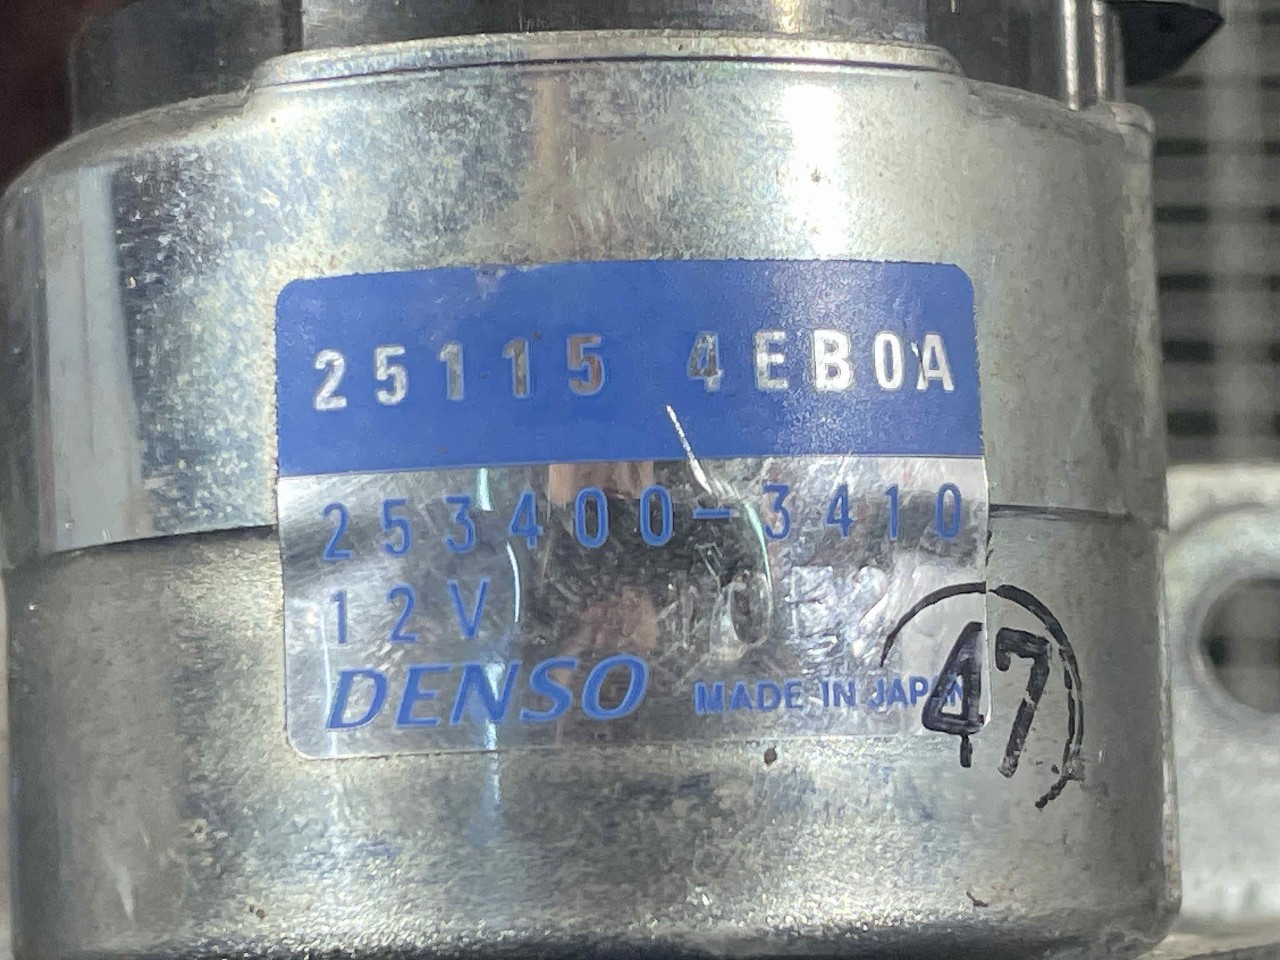 25115 4EB0A
253400-3410
12V
DENSO MADE IN JAPAN
47